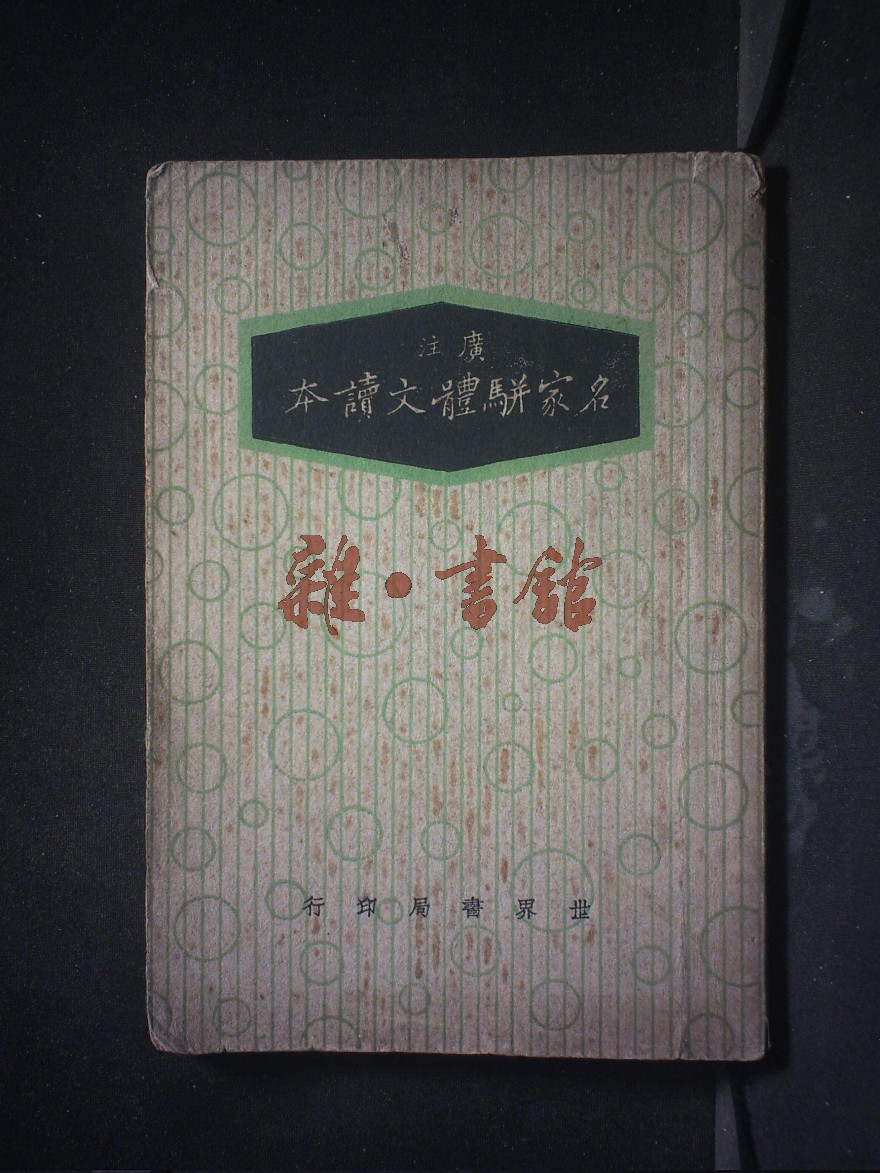 廣注
名家駢體文讀本
雜·書館
世界書局印行